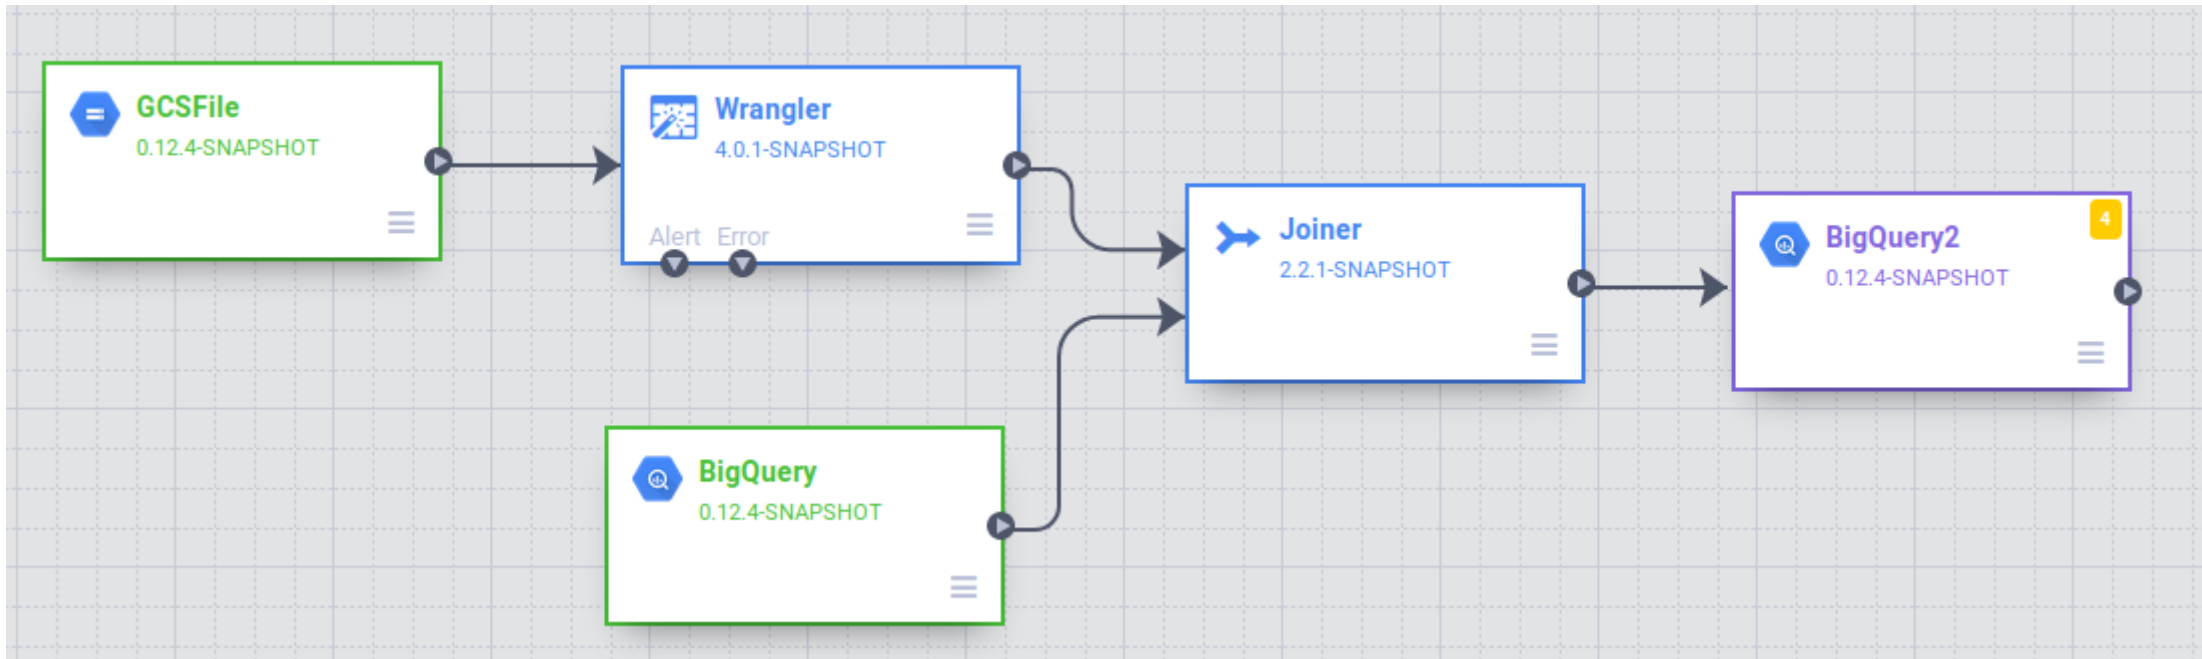 GCSFile
0.12.4-SNAPSHOT
Wrangler
4.0.1-SNAPSHOT
Alert Error
Joiner
2.2.1-SNAPSHOT
4
BigQuery2
0.12.4-SNAPSHOT
BigQuery
0.12.4-SNAPSHOT